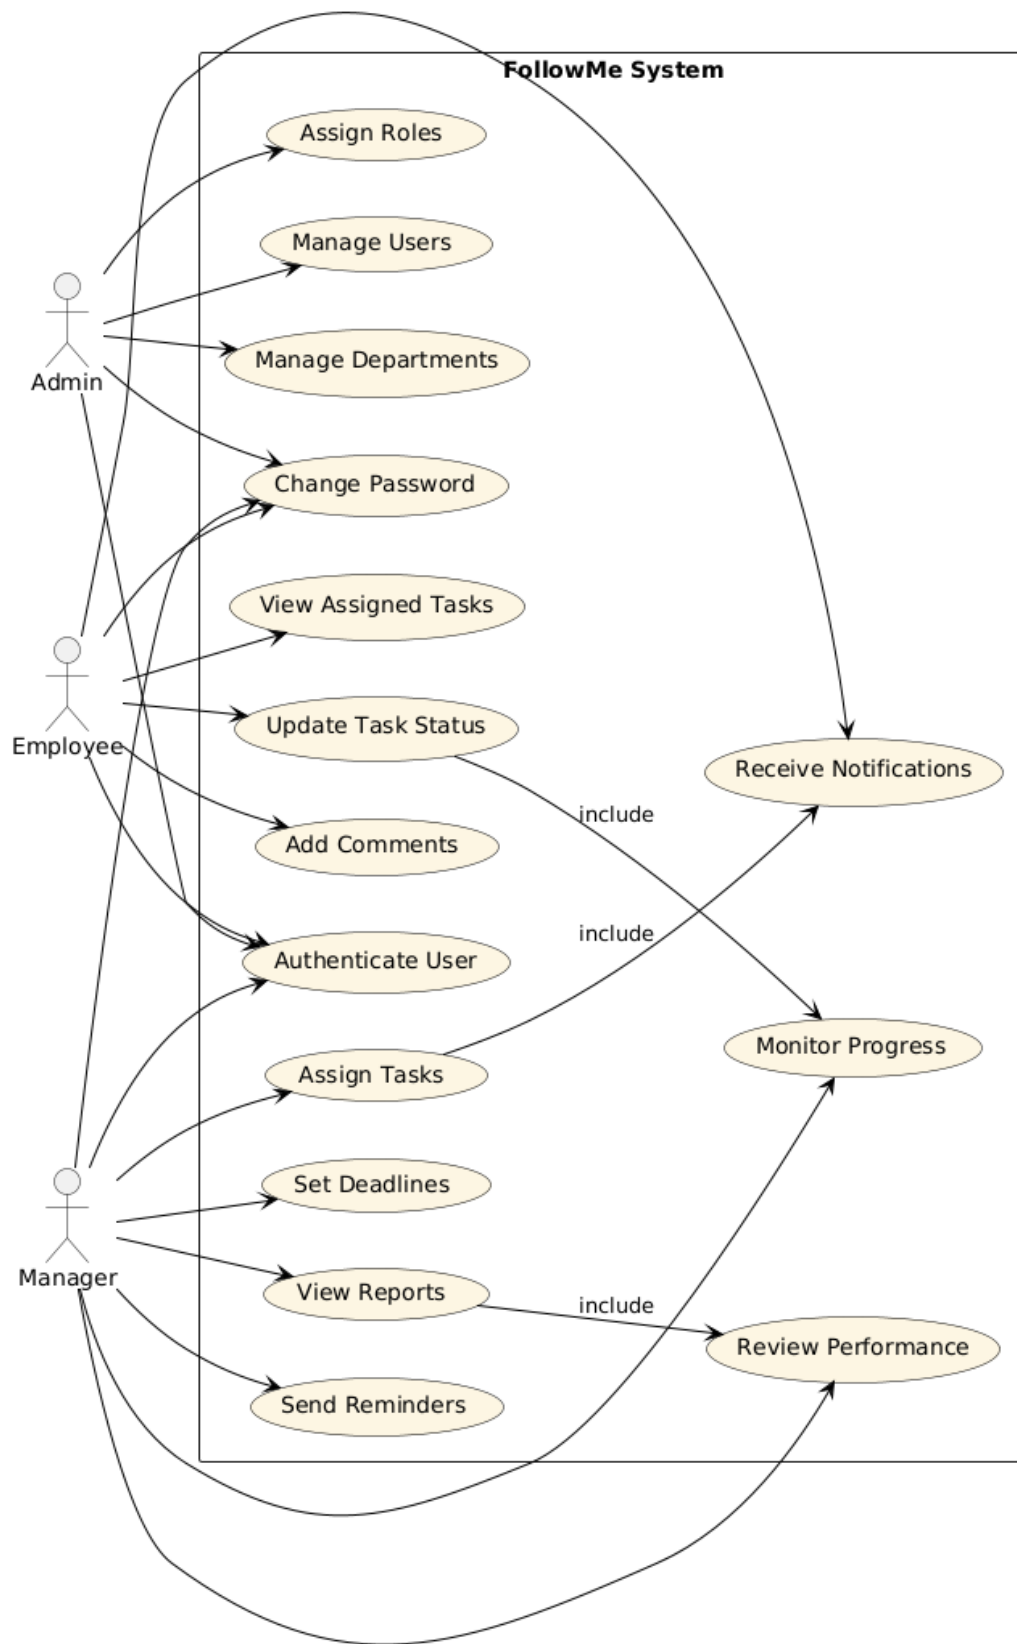 FollowMe System
Assign Roles
Manage Users
Manage Departments
Admin
Change Password
View Assigned Tasks
Update Task Status
Employee
Receive Notifications
include
Add Comments
include
Authenticate User
Monitor Progress
Assign Tasks
Set Deadlines
Manager
View Reports
include
Review Performance
Send Reminders